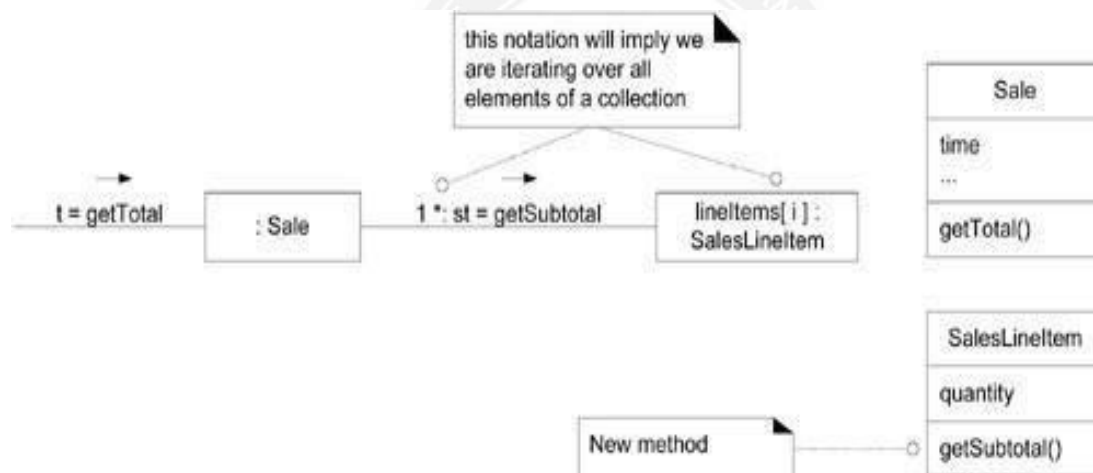 this notation will imply we
are iterating over all
elements of a collection
t = getTotal
: Sale
1 *: st = getSubtotal
lineItems[ i ] :
SalesLineItem
Sale
time
...
getTotal()
SalesLineItem
quantity
getSubtotal()
New method